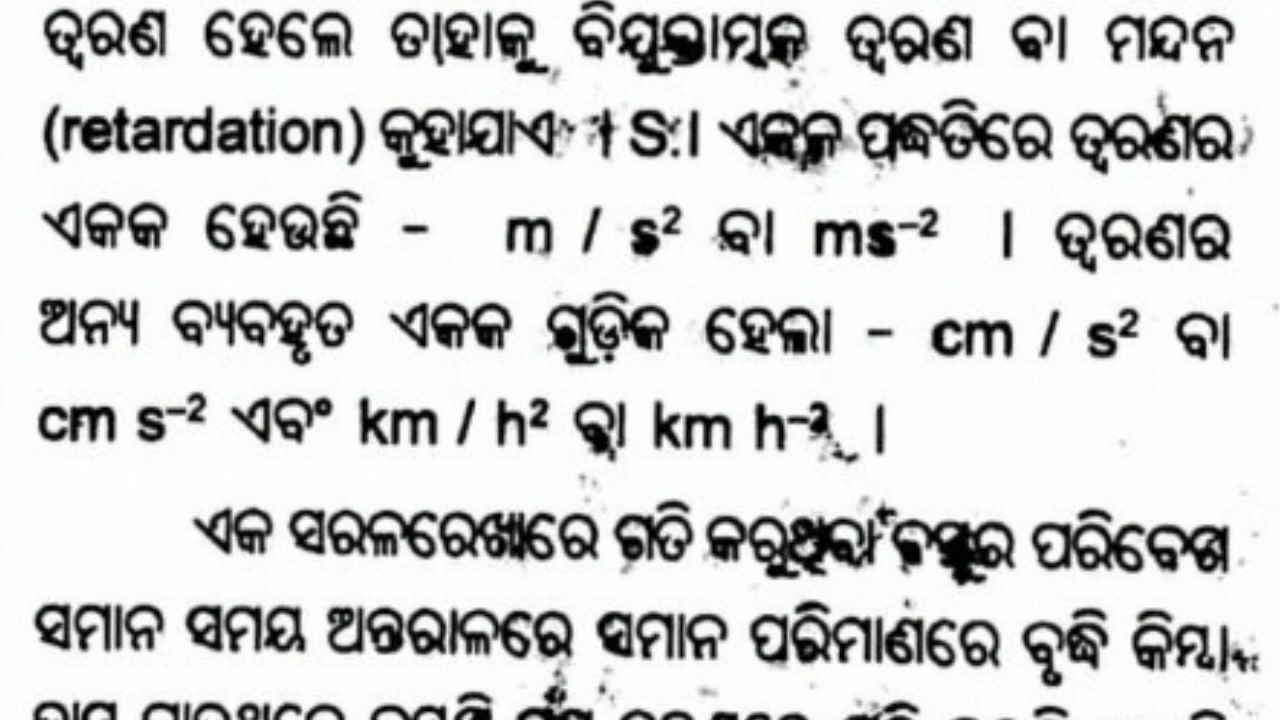 ତ୍ୱରଣ ହେଲେ ତାହାକୁ ବିଯୁକ୍ତାତ୍ମକ ତ୍ୱରଣ ବା ମନ୍ଦନ
(retardation) କୁହାଯାଏ । S.I ଏକକ ପଦ୍ଧତିରେ ତ୍ୱରଣର
ଏକକ ହେଉଛି – m / s² ବା ms⁻² । ତ୍ୱରଣର
ଅନ୍ୟ ବ୍ୟବହୃତ ଏକକ ଗୁଡ଼ିକ ହେଲା – cm / s² ବା
cm s⁻² ଏବଂ km / h² ବା km h⁻² ।
ଏକ ସରଳରେଖାରେ ଗତି କରୁଥିବା ବସ୍ତୁର ପରିବେଗ
ସମାନ ସମୟ ଅନ୍ତରାଳରେ ସମାନ ପରିମାଣରେ ବୃଦ୍ଧି କିମ୍ବା